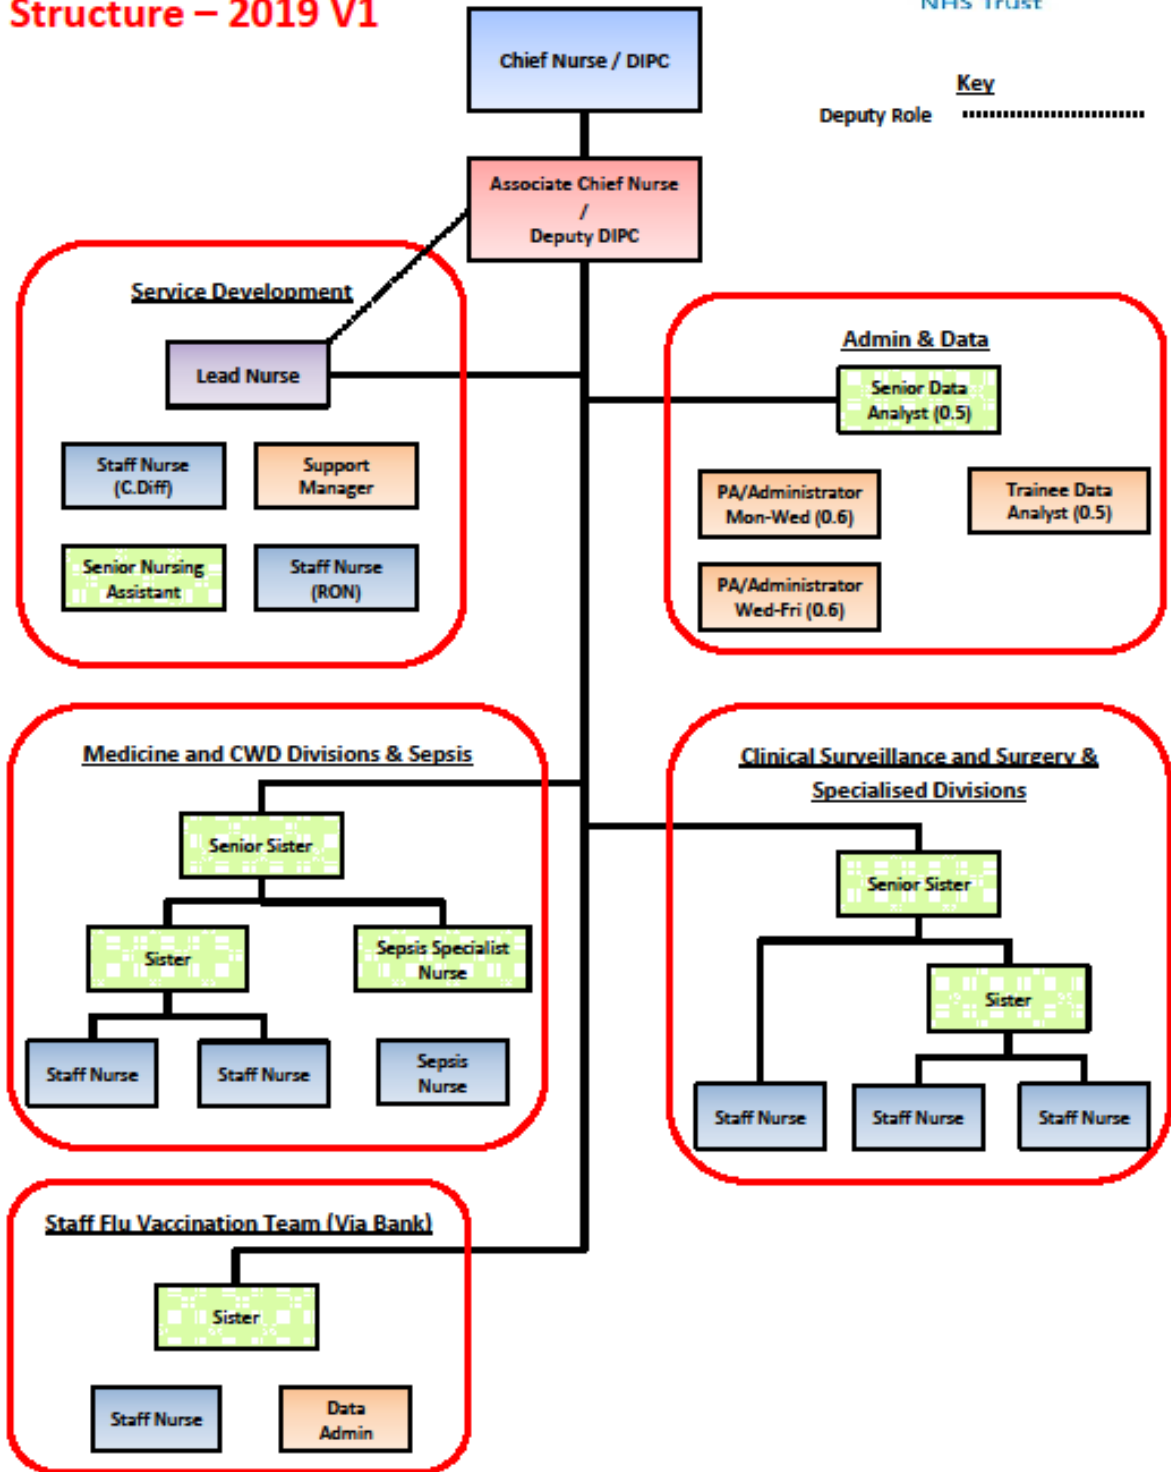 Structure – 2019 V1
NHS Trust
Chief Nurse / DIPC
Key
Deputy Role
Associate Chief Nurse
/
Deputy DIPC
Service Development
Lead Nurse
Staff Nurse
(C.Diff)
Support
Manager
Senior Nursing
Assistant
Staff Nurse
(RON)
Admin & Data
Senior Data
Analyst (0.5)
PA/Administrator
Mon-Wed (0.6)
Trainee Data
Analyst (0.5)
PA/Administrator
Wed-Fri (0.6)
Medicine and CWD Divisions & Sepsis
Senior Sister
Sister
Sepsis Specialist
Nurse
Staff Nurse
Staff Nurse
Sepsis
Nurse
Clinical Surveillance and Surgery &
Specialised Divisions
Senior Sister
Sister
Staff Nurse
Staff Nurse
Staff Nurse
Staff Flu Vaccination Team (Via Bank)
Sister
Staff Nurse
Data
Admin